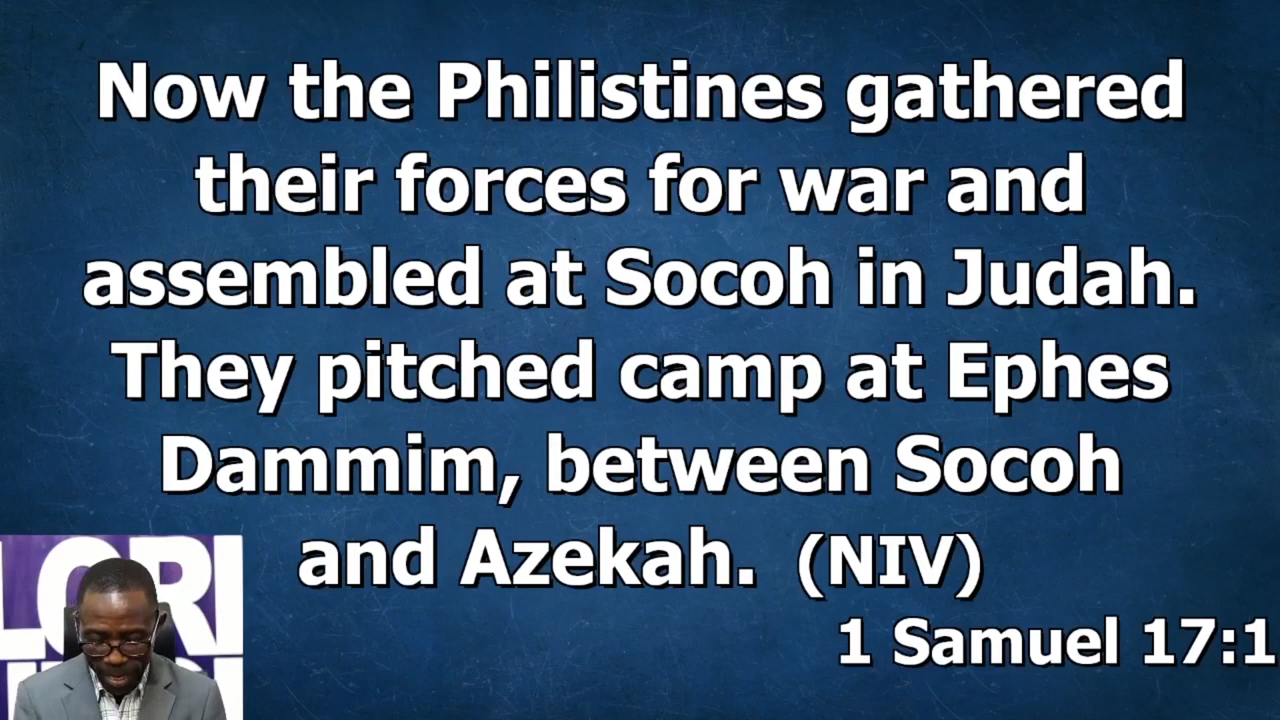 Now the Philistines gathered
their forces for war and
assembled at Socoh in Judah.
They pitched camp at Ephes
Dammim, between Socoh
and Azekah. (NIV)
1 Samuel 17:1
LORI